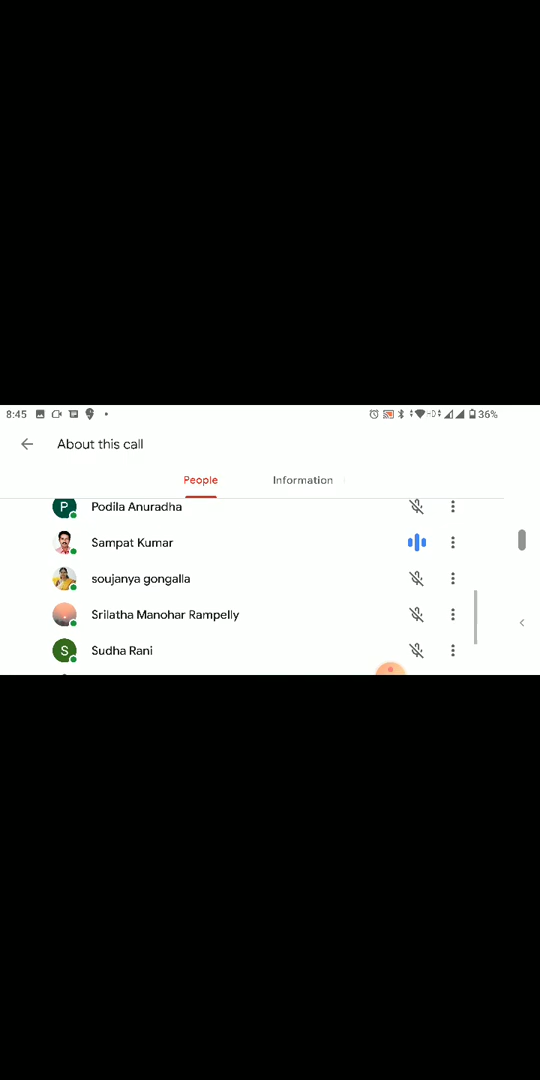 8:45 36%
About this call
People Information
P Podila Anuradha
Sampat Kumar
soujanya gongalla
Srilatha Manohar Rampelly
S Sudha Rani